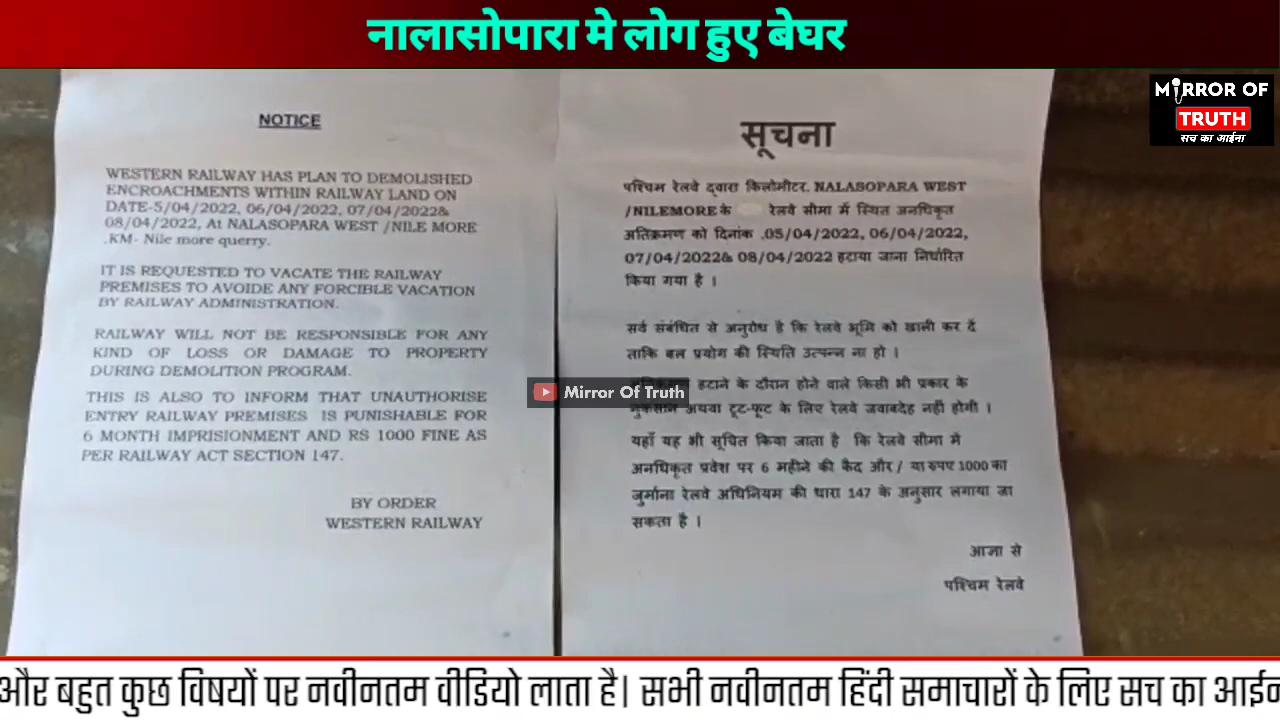 नालासोपारा मे लोग हुए बेघर
MIRROR OF
TRUTH
सच का आईना
NOTICE
WESTERN RAILWAY HAS PLAN TO DEMOLISHED
ENCROACHMENTS WITHIN RAILWAY LAND ON
DATE-5/04/2022, 06/04/2022, 07/04/2022&
08/04/2022, At NALASOPARA WEST /NILE MORE
.KM- Nile more querry.
IT IS REQUESTED TO VACATE THE RAILWAY
PREMISES TO AVOIDE ANY FORCIBLE VACATION
BY RAILWAY ADMINISTRATION.
RAILWAY WILL NOT BE RESPONSIBLE FOR ANY
KIND OF LOSS OR DAMAGE TO PROPERTY
DURING DEMOLITION PROGRAM.
THIS IS ALSO TO INFORM THAT UNAUTHORISE
ENTRY RAILWAY PREMISES IS PUNISHABLE FOR
6 MONTH IMPRISIONMENT AND RS 1000 FINE AS
PER RAILWAY ACT SECTION 147.
BY ORDER
WESTERN RAILWAY
सूचना
पश्चिम रेलवे द्वारा किलोमीटर. NALASOPARA WEST
/NILEMORE के रेलवे सीमा में स्थित अनधिकृत
अतिक्रमण को दिनांक .05/04/2022, 06/04/2022,
07/04/2022& 08/04/2022 हटाया जाना निर्धारित
किया गया है ।
सर्व संबंधित से अनुरोध है कि रेलवे भूमि को खाली कर दें
ताकि बल प्रयोग की स्थिति उत्पन्न ना हो ।
हटाने के दौरान होने वाले किसी भी प्रकार के
नुकसान अथवा टूट-फूट के लिए रेलवे जवाबदेह नहीं होगी ।
यहाँ यह भी सूचित किया जाता है कि रेलवे सीमा में
अनधिकृत प्रवेश पर 6 महीने की कैद और / या रुपए 1000 का
जुर्माना रेलवे अधिनियम की धारा 147 के अनुसार लगाया जा
सकता है ।
आज्ञा से
पश्चिम रेलवे
Mirror Of Truth
और बहुत कुछ विषयों पर नवीनतम वीडियो लाता है। सभी नवीनतम हिंदी समाचारों के लिए सच का आईन